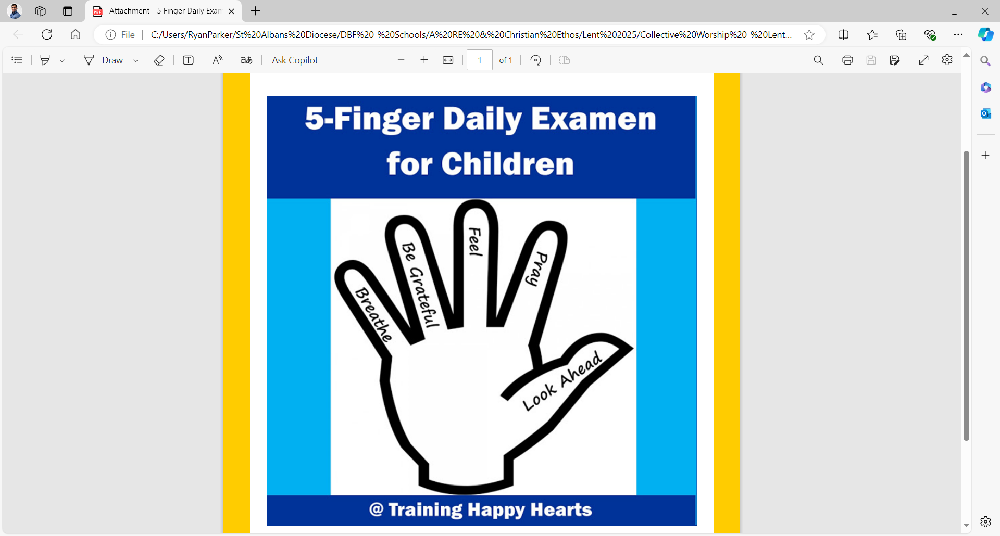 Attachment - 5 Finger Daily Exam
File
C:/Users/RyanParker/St%20Albans%20Diocese/DBF%20-%20Schools/A%20RE%20&%20Christian%20Ethos/Lent%202025/Collective%20Worship%20-%20Lent...
Draw
Ask Copilot
1
of 1
5-Finger Daily Examen
for Children
Breathe
Be Grateful
Feel
Pray
Look Ahead
@ Training Happy Hearts